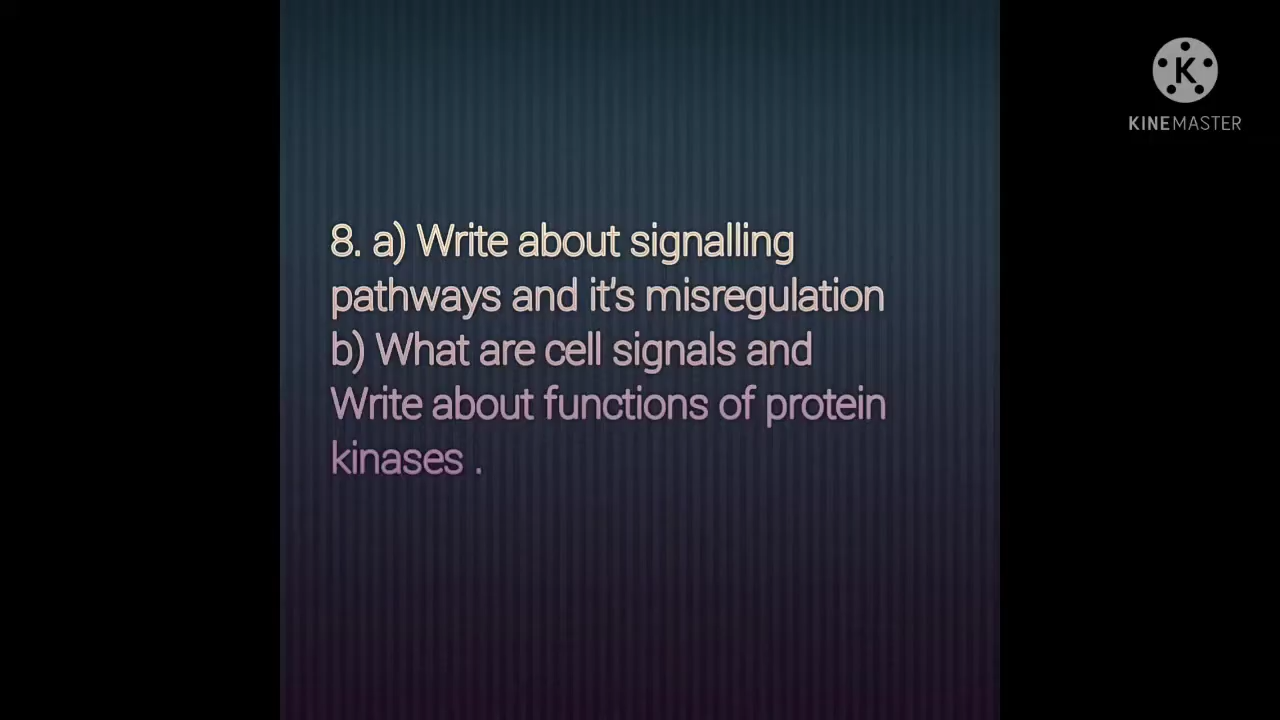 8. a) Write about signalling
pathways and it's misregulation
b) What are cell signals and
Write about functions of protein
kinases .
K
KINEMASTER